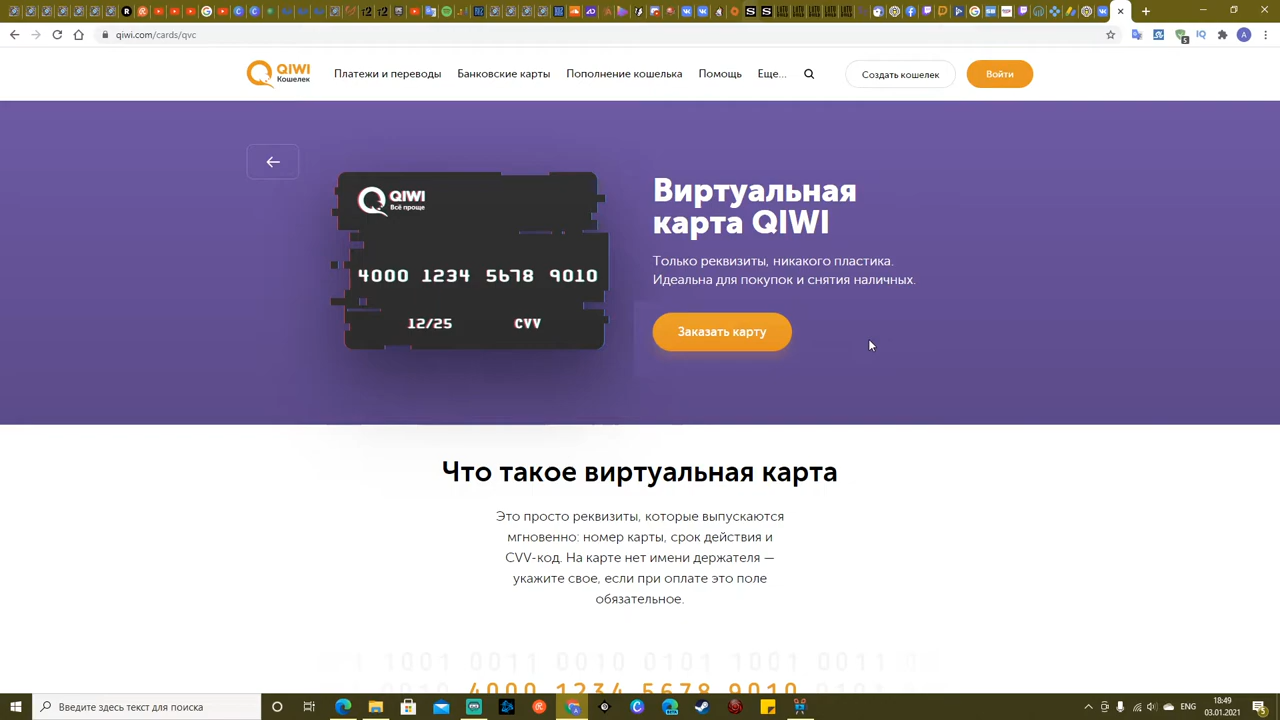 qiwi.com/cards/qvc
QIWI
Кошелек
Платежи и переводы
Банковские карты
Пополнение кошелька
Помощь
Еще...
Создать кошелек
Войти
QIWI
Всё проще
4000 1234 5678 9010
12/25 CVV
Виртуальная
карта QIWI
Только реквизиты, никакого пластика.
Идеальна для покупок и снятия наличных.
Заказать карту
Что такое виртуальная карта
Это просто реквизиты, которые выпускаются
мгновенно: номер карты, срок действия и
CVV-код. На карте нет имени держателя —
укажите свое, если при оплате это поле
обязательное.
1001 0011 0010 0101 1001 0011
0010 4000 1234 5678 9010 0101
Введите здесь текст для поиска
ENG
18:49
03.01.2021